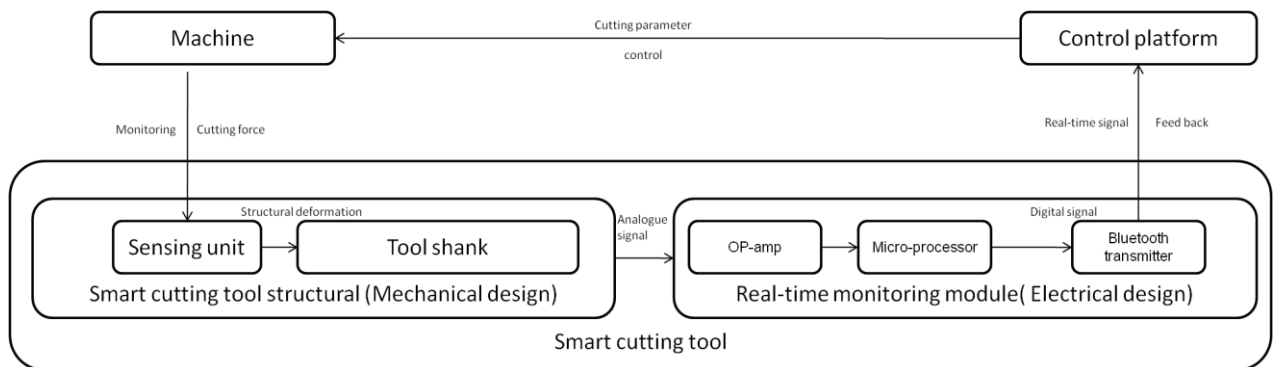 Machine
Cutting parameter
control
Control platform
Monitoring
Cutting force
Real-time signal
Feed back
Structural deformation
Sensing unit
Tool shank
Smart cutting tool structural (Mechanical design)
Analogue
signal
Digital signal
OP-amp
Micro-processor
Bluetooth
transmitter
Real-time monitoring module( Electrical design)
Smart cutting tool